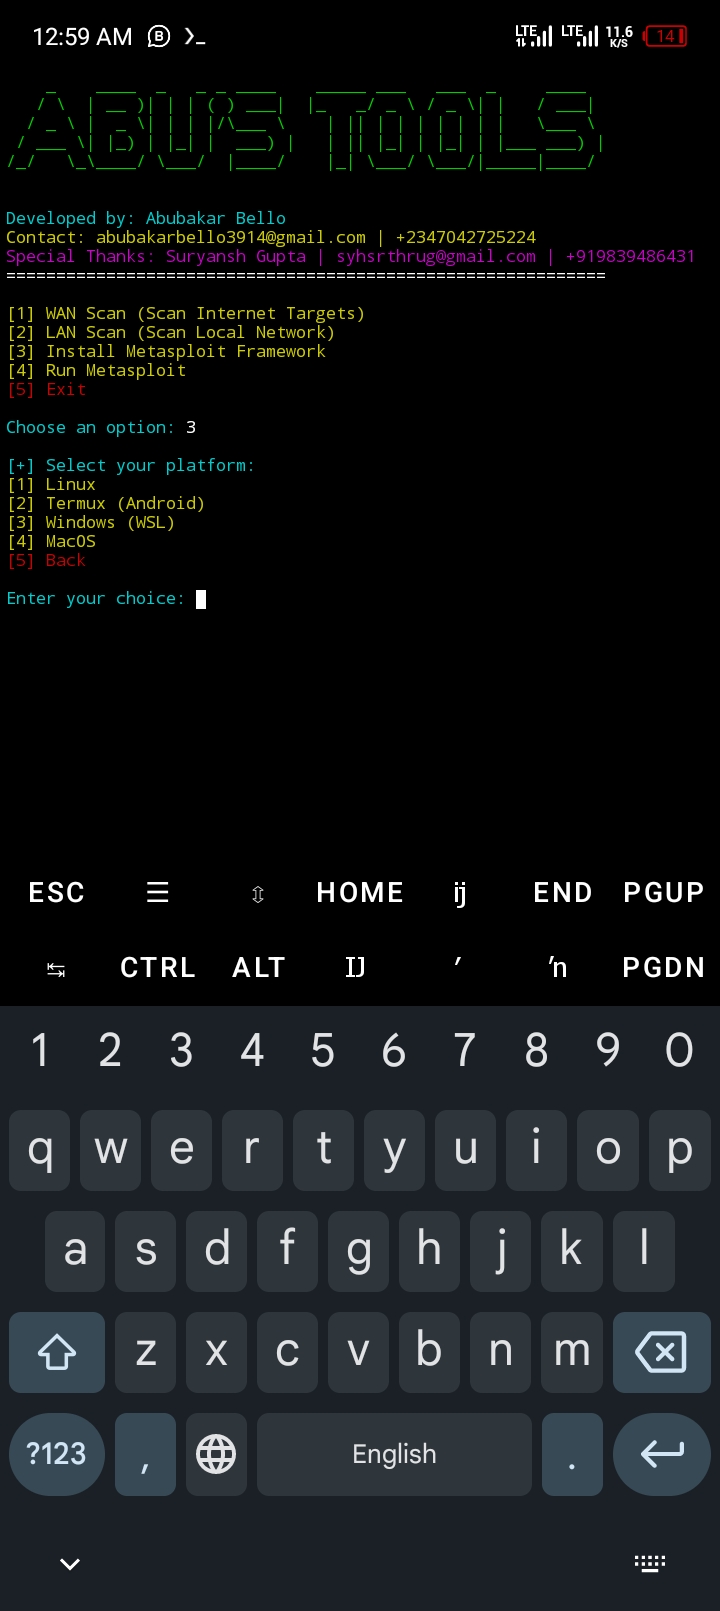 12:59 AM B LTE LTE 11.6 K/S 14
ABU'S TOOLS
Developed by: Abubakar Bello
Contact: abubakarbello3914@gmail.com | +2347042725224
Special Thanks: Suryansh Gupta | syhsrthrug@gmail.com | +919839486431
============================================================
[1] WAN Scan (Scan Internet Targets)
[2] LAN Scan (Scan Local Network)
[3] Install Metasploit Framework
[4] Run Metasploit
[5] Exit
Choose an option: 3
[+] Select your platform:
[1] Linux
[2] Termux (Android)
[3] Windows (WSL)
[4] MacOS
[5] Back
Enter your choice:
ESC ☰ ⇳ HOME ĳ END PGUP
↹ CTRL ALT Ĳ ′ ŉ PGDN
1 2 3 4 5 6 7 8 9 0
q w e r t y u i o p
a s d f g h j k l
z x c v b n m
?123 , English .